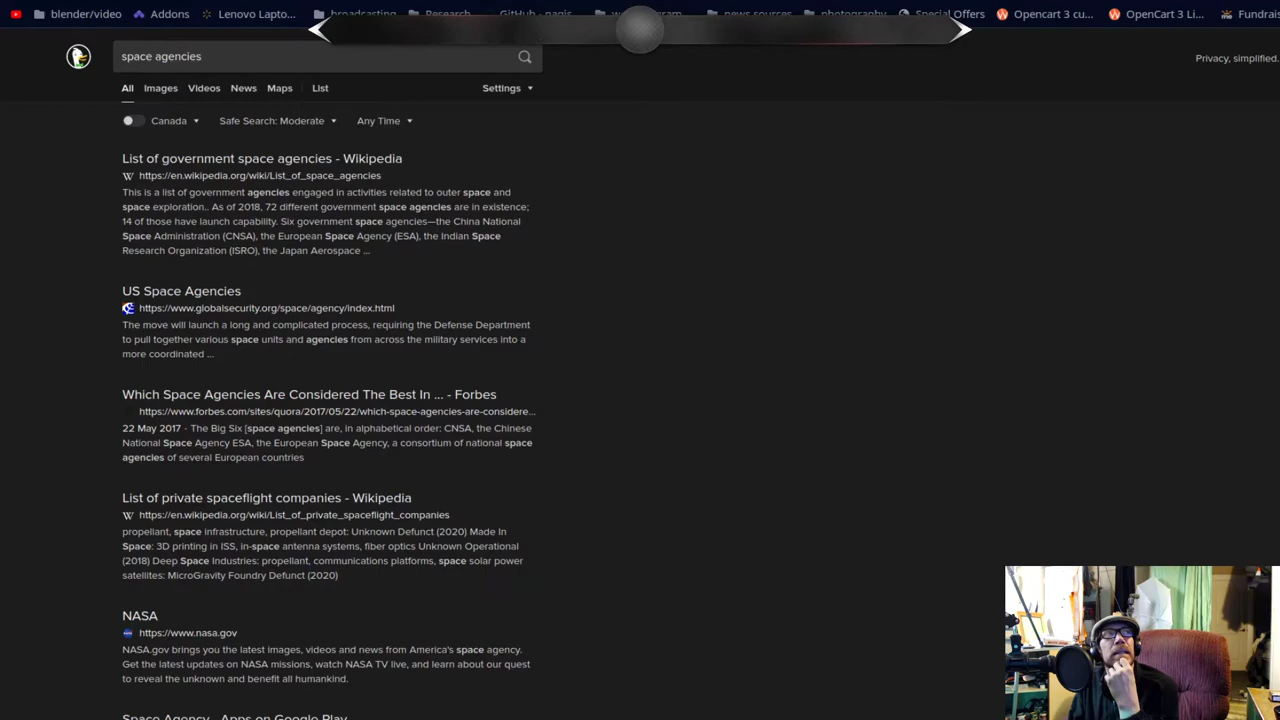 blender/video Addons Lenovo Lapto... broadcasting Research GitHub - nagis news sources photography Special Offers Opencart 3 cu... OpenCart 3 Li... Fundrais
space agencies
Privacy, simplified.
All Images Videos News Maps List Settings
Canada Safe Search: Moderate Any Time
List of government space agencies - Wikipedia
https://en.wikipedia.org/wiki/List_of_space_agencies
This is a list of government agencies engaged in activities related to outer space and
space exploration.. As of 2018, 72 different government space agencies are in existence;
14 of those have launch capability. Six government space agencies—the China National
Space Administration (CNSA), the European Space Agency (ESA), the Indian Space
Research Organization (ISRO), the Japan Aerospace ...
US Space Agencies
https://www.globalsecurity.org/space/agency/index.html
The move will launch a long and complicated process, requiring the Defense Department
to pull together various space units and agencies from across the military services into a
more coordinated ...
Which Space Agencies Are Considered The Best In ... - Forbes
https://www.forbes.com/sites/quora/2017/05/22/which-space-agencies-are-considere...
22 May 2017 · The Big Six [space agencies] are, in alphabetical order: CNSA, the Chinese
National Space Agency ESA, the European Space Agency, a consortium of national space
agencies of several European countries
List of private spaceflight companies - Wikipedia
https://en.wikipedia.org/wiki/List_of_private_spaceflight_companies
propellant, space infrastructure, propellant depot: Unknown Defunct (2020) Made In
Space: 3D printing in ISS, in-space antenna systems, fiber optics Unknown Operational
(2018) Deep Space Industries: propellant, communications platforms, space solar power
satellites: MicroGravity Foundry Defunct (2020)
NASA
https://www.nasa.gov
NASA.gov brings you the latest images, videos and news from America's space agency.
Get the latest updates on NASA missions, watch NASA TV live, and learn about our quest
to reveal the unknown and benefit all humankind.
Space Agency - Apps on Google Play